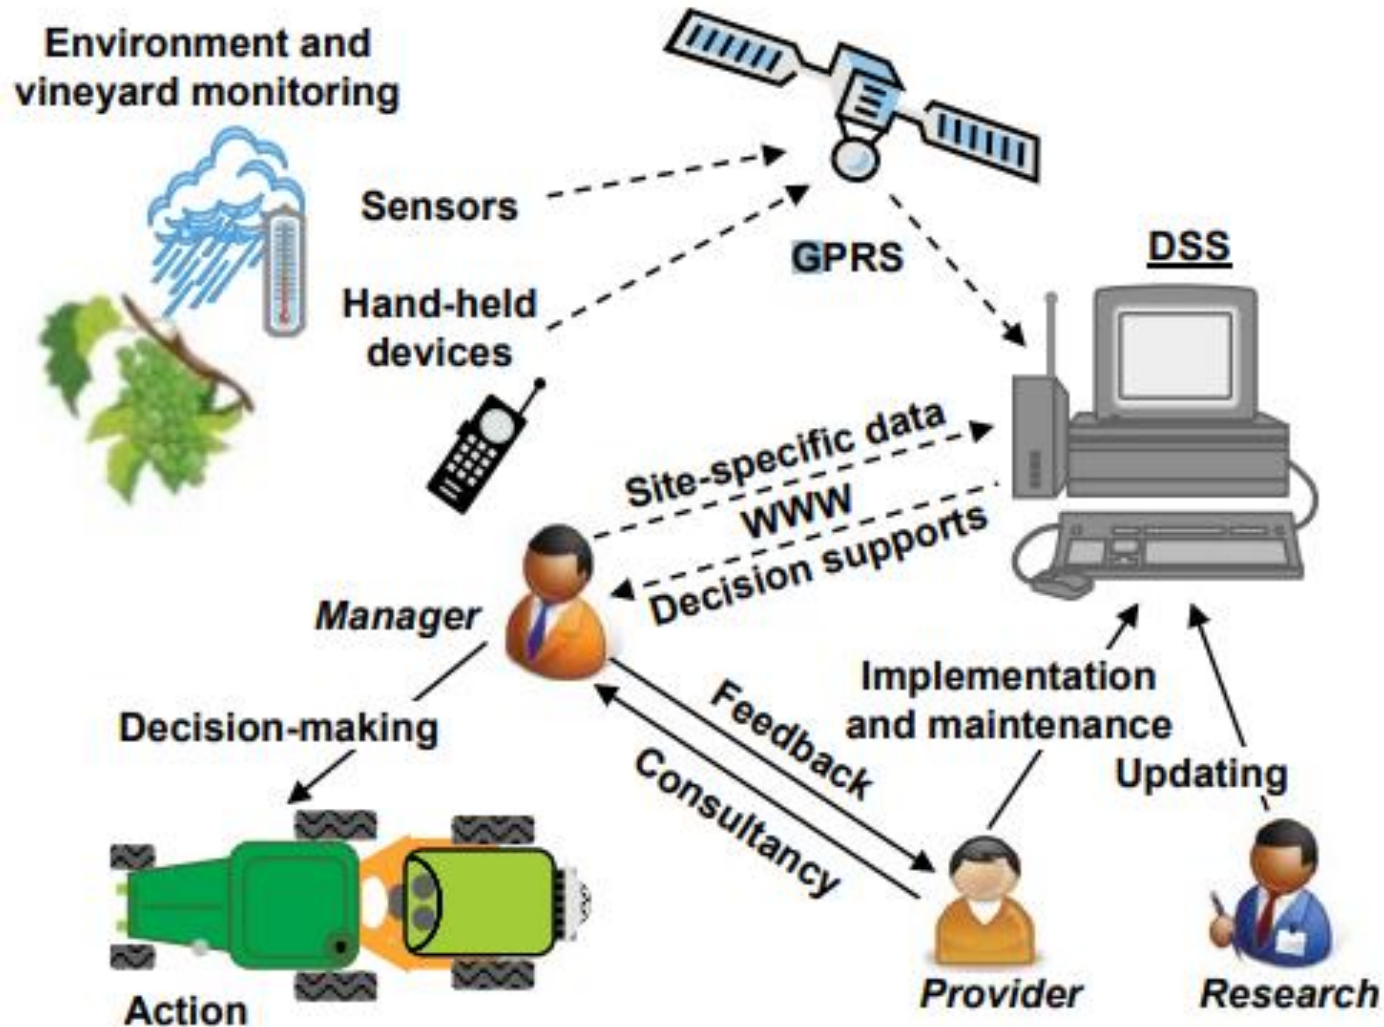 Environment and
vineyard monitoring
Sensors
GPRS
DSS
Hand-held
devices
Site-specific data
WWW
Decision supports
Manager
Implementation
and maintenance
Feedback
Decision-making
Updating
Consultancy
Action
Provider
Research